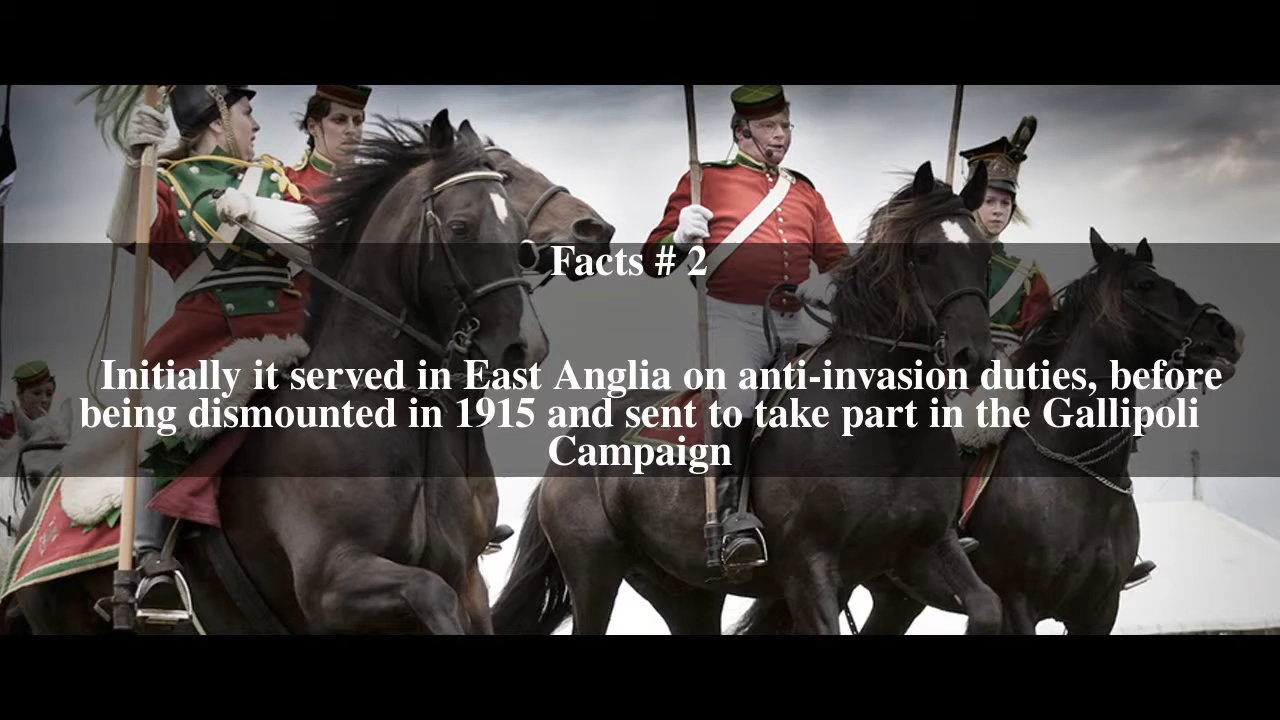 Facts # 2
Initially it served in East Anglia on anti-invasion duties, before
being dismounted in 1915 and sent to take part in the Gallipoli
Campaign